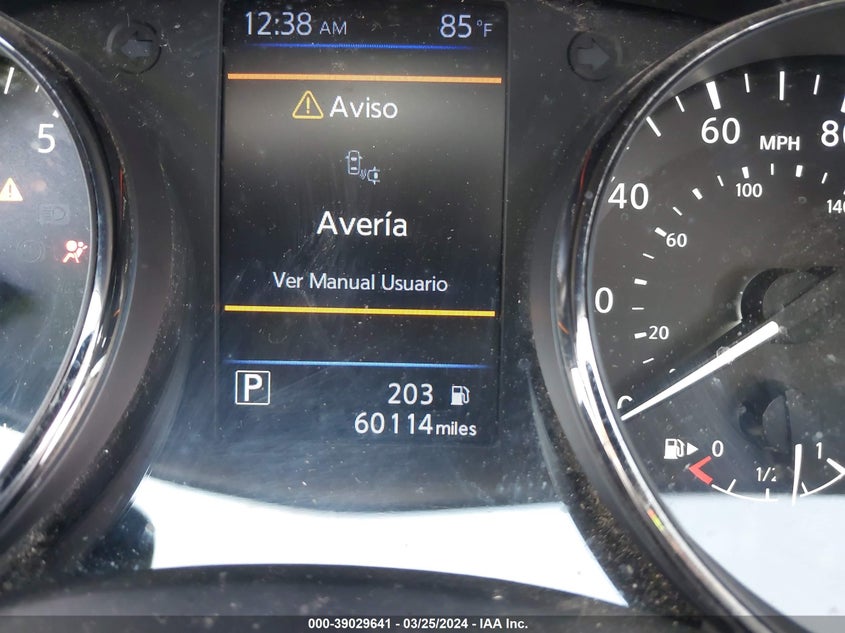 12:38 AM 85°F
Aviso
Avería
Ver Manual Usuario
P 203
60114 miles
5
0 20 40 60 80
MPH
20 60 100 140
0 1/2 1
000-39029641 - 03/25/2024 - IAA Inc.